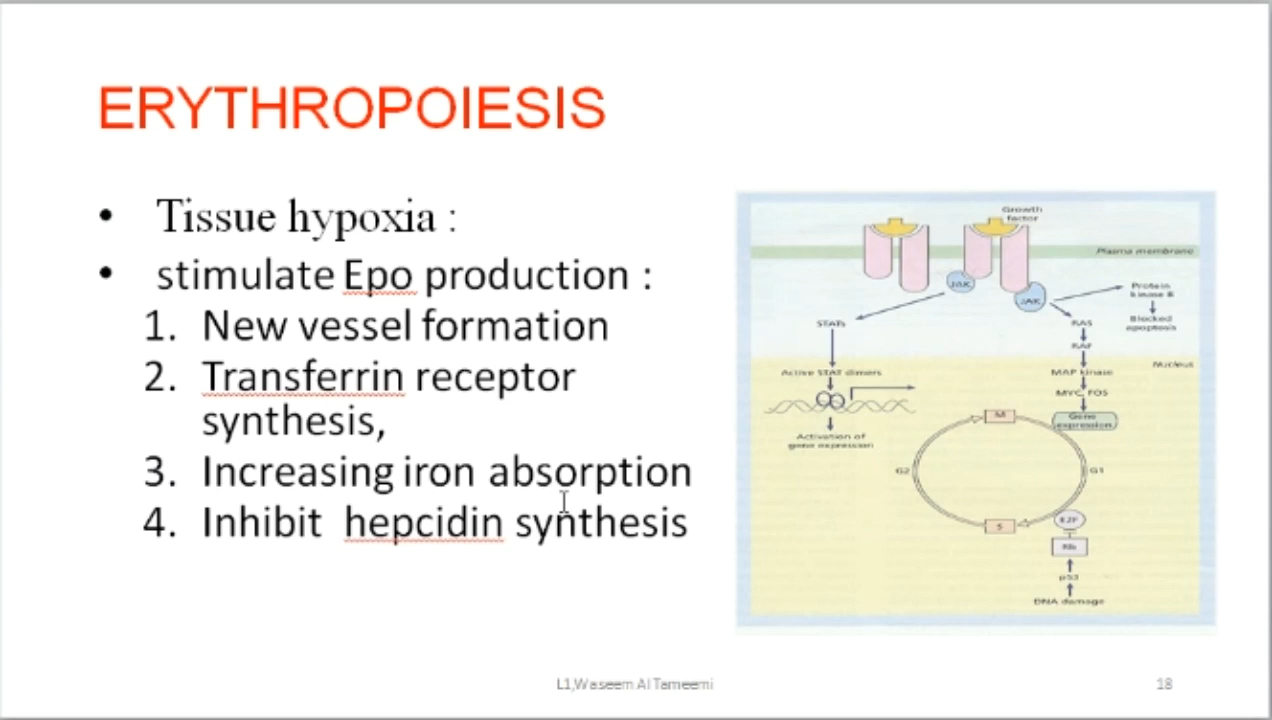 ERYTHROPOIESIS
• Tissue hypoxia :
• stimulate Epo production :
1. New vessel formation
2. Transferrin receptor
synthesis,
3. Increasing iron absorption
4. Inhibit hepcidin synthesis
Growth
factor
Plasma membrane
JAK
JAK
Protein
kinase B
Blocked
apoptosis
STATs
RAS
RAF
Nucleus
Active STAT dimers
MAP kinase
MYC, FOS
Gene
expression
M
Activation of
gene expression
G2
G1
S
E2F
Rb
p53
DNA damage
L1,Waseem Al Tameemi
18